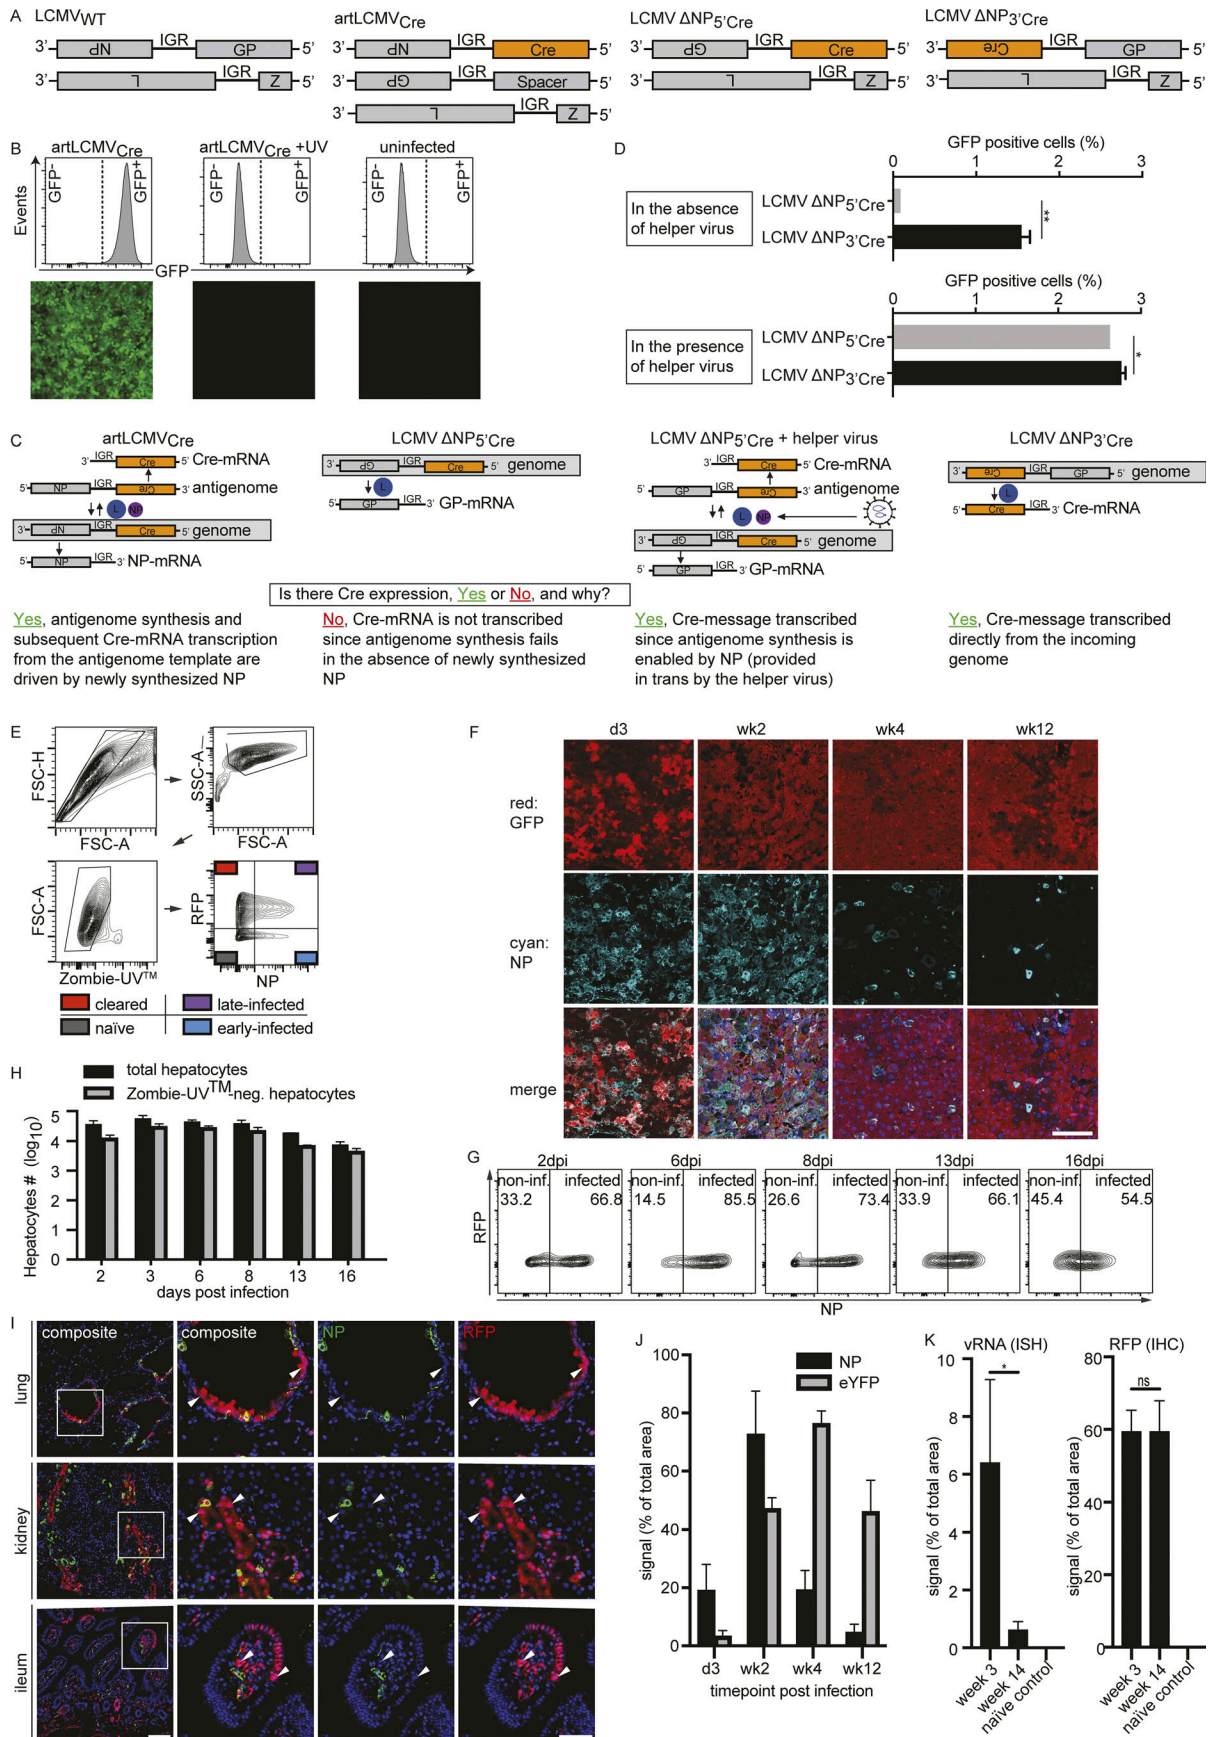 A
LCMVWT
3' NP IGR GP 5'
3' L IGR Z 5'
artLCMVCre
3' NP IGR Cre 5'
3' GP IGR Spacer 5'
3' L IGR Z 5'
LCMV ΔNP5'Cre
3' GP IGR Cre 5'
3' L IGR Z 5'
LCMV ΔNP3'Cre
3' Cre IGR GP 5'
3' L IGR Z 5'
B
artLCMVCre
artLCMVCre +UV
uninfected
Events
GFP- GFP+
GFP- GFP+
GFP- GFP+
GFP
D
GFP positive cells (%)
0 1 2 3
In the absence
of helper virus
LCMV ΔNP5'Cre
LCMV ΔNP3'Cre
**
GFP positive cells (%)
0 1 2 3
In the presence
of helper virus
LCMV ΔNP5'Cre
LCMV ΔNP3'Cre
*
C
artLCMVCre
3' IGR Cre 5' Cre-mRNA
5' NP IGR Cre 3' antigenome
L NP
3' NP IGR Cre 5' genome
5' NP IGR 3' NP-mRNA
LCMV ΔNP5'Cre
3' GP IGR Cre 5' genome
L
5' GP IGR 3' GP-mRNA
LCMV ΔNP5'Cre + helper virus
3' IGR Cre 5' Cre-mRNA
5' GP IGR Cre 3' antigenome
L NP
3' GP IGR Cre 5' genome
5' GP IGR 3' GP-mRNA
LCMV ΔNP3'Cre
3' Cre IGR GP 5' genome
L
5' Cre IGR 3' Cre-mRNA
Is there Cre expression, Yes or No, and why?
Yes, antigenome synthesis and
subsequent Cre-mRNA transcription
from the antigenome template are
driven by newly synthesized NP
No, Cre-mRNA is not transcribed
since antigenome synthesis fails
in the absence of newly synthesized
NP
Yes, Cre-message transcribed
since antigenome synthesis is
enabled by NP (provided
in trans by the helper virus)
Yes, Cre-message transcribed
directly from the incoming
genome
E
FSC-H
FSC-A
SSC-A
FSC-A
FSC-A
Zombie-UV™
RFP
NP
cleared
late-infected
naïve
early-infected
F
d3 wk2 wk4 wk12
red:
GFP
cyan:
NP
merge
H
total hepatocytes
Zombie-UV™-neg. hepatocytes
Hepatocytes # (log10)
5
4
3
2
1
0
2 3 6 8 13 16
days post infection
G
2dpi 6dpi 8dpi 13dpi 16dpi
non-inf. infected non-inf. infected non-inf. infected non-inf. infected non-inf. infected
33.2 66.8 14.5 85.5 26.6 73.4 33.9 66.1 45.4 54.5
RFP
NP
I
composite composite NP RFP
lung
kidney
ileum
J
NP
eYFP
signal (% of total area)
100
80
60
40
20
0
d3 wk2 wk4 wk12
timepoint post infection
K
vRNA (ISH)
signal (% of total area)
10
8
6
4
2
0
*
week 3
week 14
naïve control
RFP (IHC)
signal (% of total area)
80
60
40
20
0
ns
week 3
week 14
naïve control